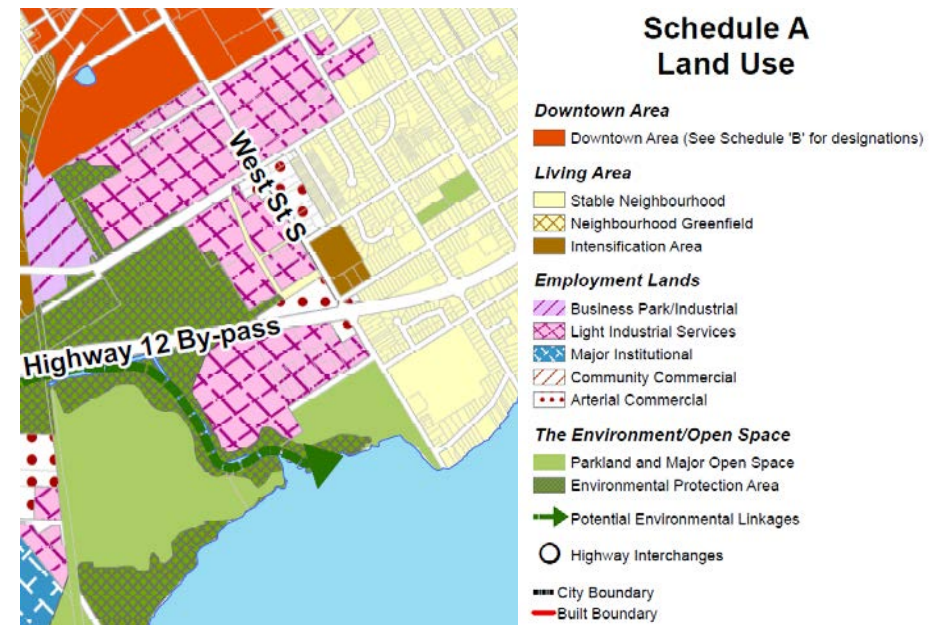 Schedule A
Land Use
West St S
Highway 12 By-pass
Downtown Area
Downtown Area (See Schedule 'B' for designations)
Living Area
Stable Neighbourhood
Neighbourhood Greenfield
Intensification Area
Employment Lands
Business Park/Industrial
Light Industrial Services
Major Institutional
Community Commercial
Arterial Commercial
The Environment/Open Space
Parkland and Major Open Space
Environmental Protection Area
Potential Environmental Linkages
Highway Interchanges
City Boundary
Built Boundary